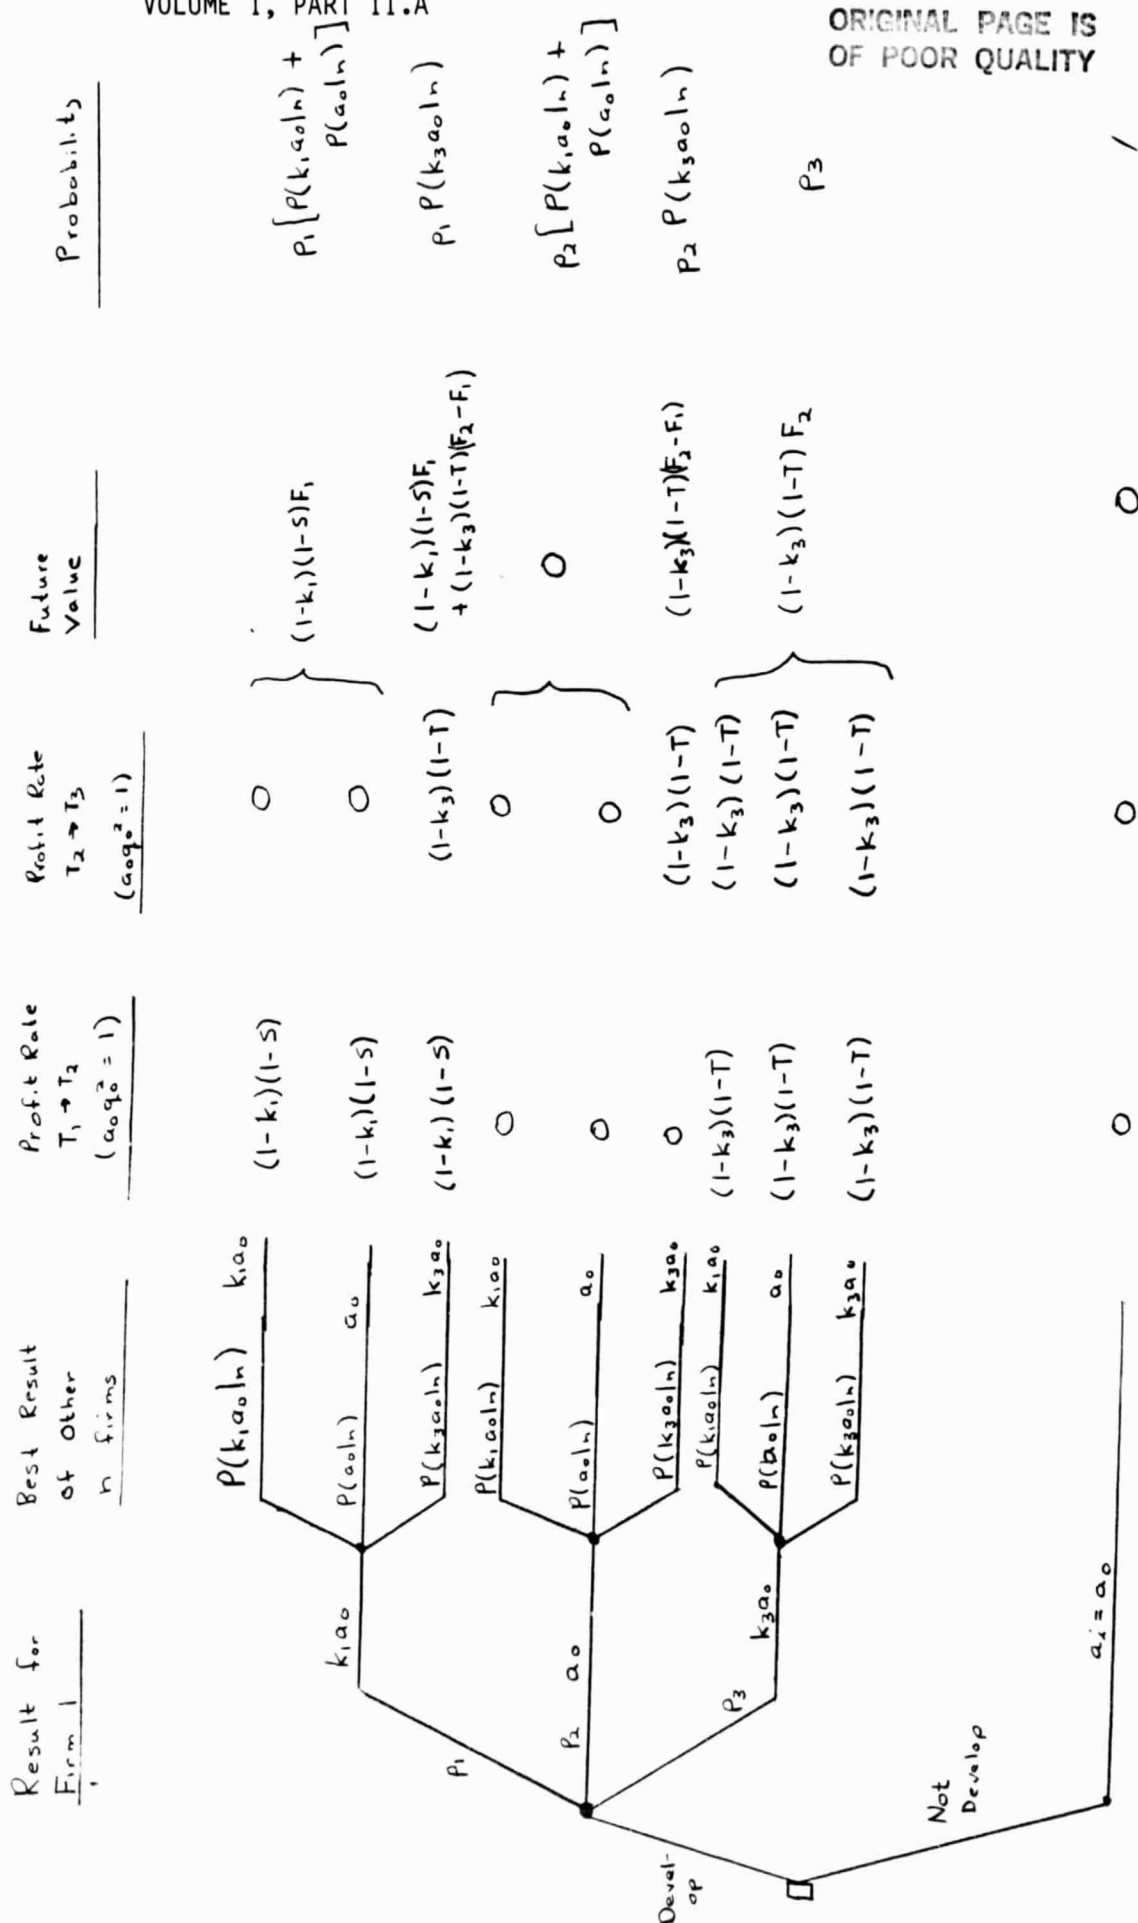 VOLUME I, PART II.A
ORIGINAL PAGE IS
OF POOR QUALITY
Result for
Firm 1
Best Result
of Other
n firms
Profit Rate
T₁ → T₂
(a₀q₀² = 1)
Profit Rate
T₂ → T₃
(a₀q₀² = 1)
Future
Value
Probability
P(k₁a₀|n) k₁a₀
(1-k₁)(1-S)
0
(1-k₁)(1-S)F₁
P₁[P(k₁a₀|n) +
P(a₀|n)]
k₁a₀
P(a₀|n) a₀
(1-k₁)(1-S)
0
P₁
P(k₃a₀|n) k₃a₀
(1-k₁)(1-S)
(1-k₃)(1-T)
(1-k₁)(1-S)F₁
+ (1-k₃)(1-T)(F₂-F₁)
P₁ P(k₃a₀|n)
P(k₁a₀|n) k₁a₀
0
0
0
P₂[P(k₁a₀|n) +
P(a₀|n)]
P₂ a₀
P(a₀|n) a₀
0
0
P(k₃a₀|n) k₃a₀
0
(1-k₃)(1-T)
(1-k₃)(1-T)(F₂-F₁)
P₂ P(k₃a₀|n)
Devel-
op
P(k₁a₀|n) k₁a₀
(1-k₃)(1-T)
(1-k₃)(1-T)
P₃
k₃a₀
P(a₀|n) a₀
(1-k₃)(1-T)
(1-k₃)(1-T)
(1-k₃)(1-T)F₂
P₃
P(k₃a₀|n) k₃a₀
(1-k₃)(1-T)
(1-k₃)(1-T)
Not
Develop
aᵢ = a₀
0
0
0
1